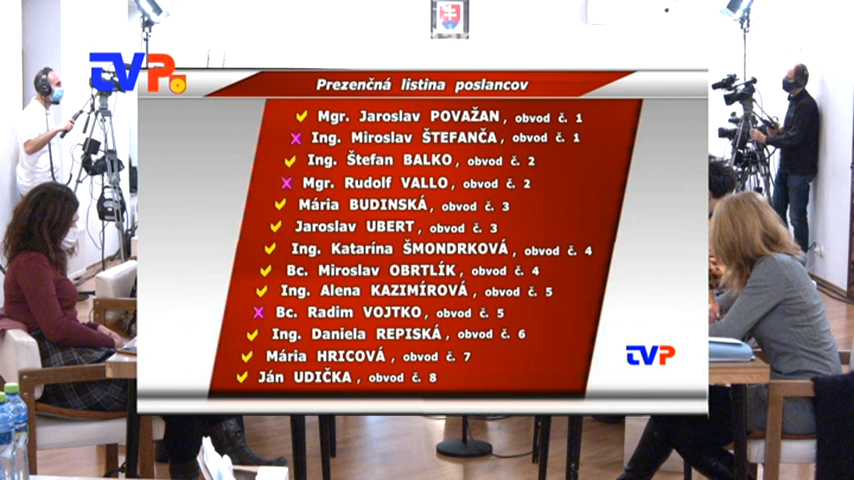 TVP
Prezenčná listina poslancov
Mgr. Jaroslav POVAŽAN, obvod č. 1
Ing. Miroslav ŠTEFANČA, obvod č. 1
Ing. Štefan BALKO, obvod č. 2
Mgr. Rudolf VALLO, obvod č. 2
Mária BUDINSKÁ, obvod č. 3
Jaroslav UBERT, obvod č. 3
Ing. Katarína ŠMONDRKOVÁ, obvod č. 4
Bc. Miroslav OBRTLÍK, obvod č. 4
Ing. Alena KAZIMÍROVÁ, obvod č. 5
Bc. Radim VOJTKO, obvod č. 5
Ing. Daniela REPISKÁ, obvod č. 6
Mária HRICOVÁ, obvod č. 7
Ján UDIČKA, obvod č. 8
TVP